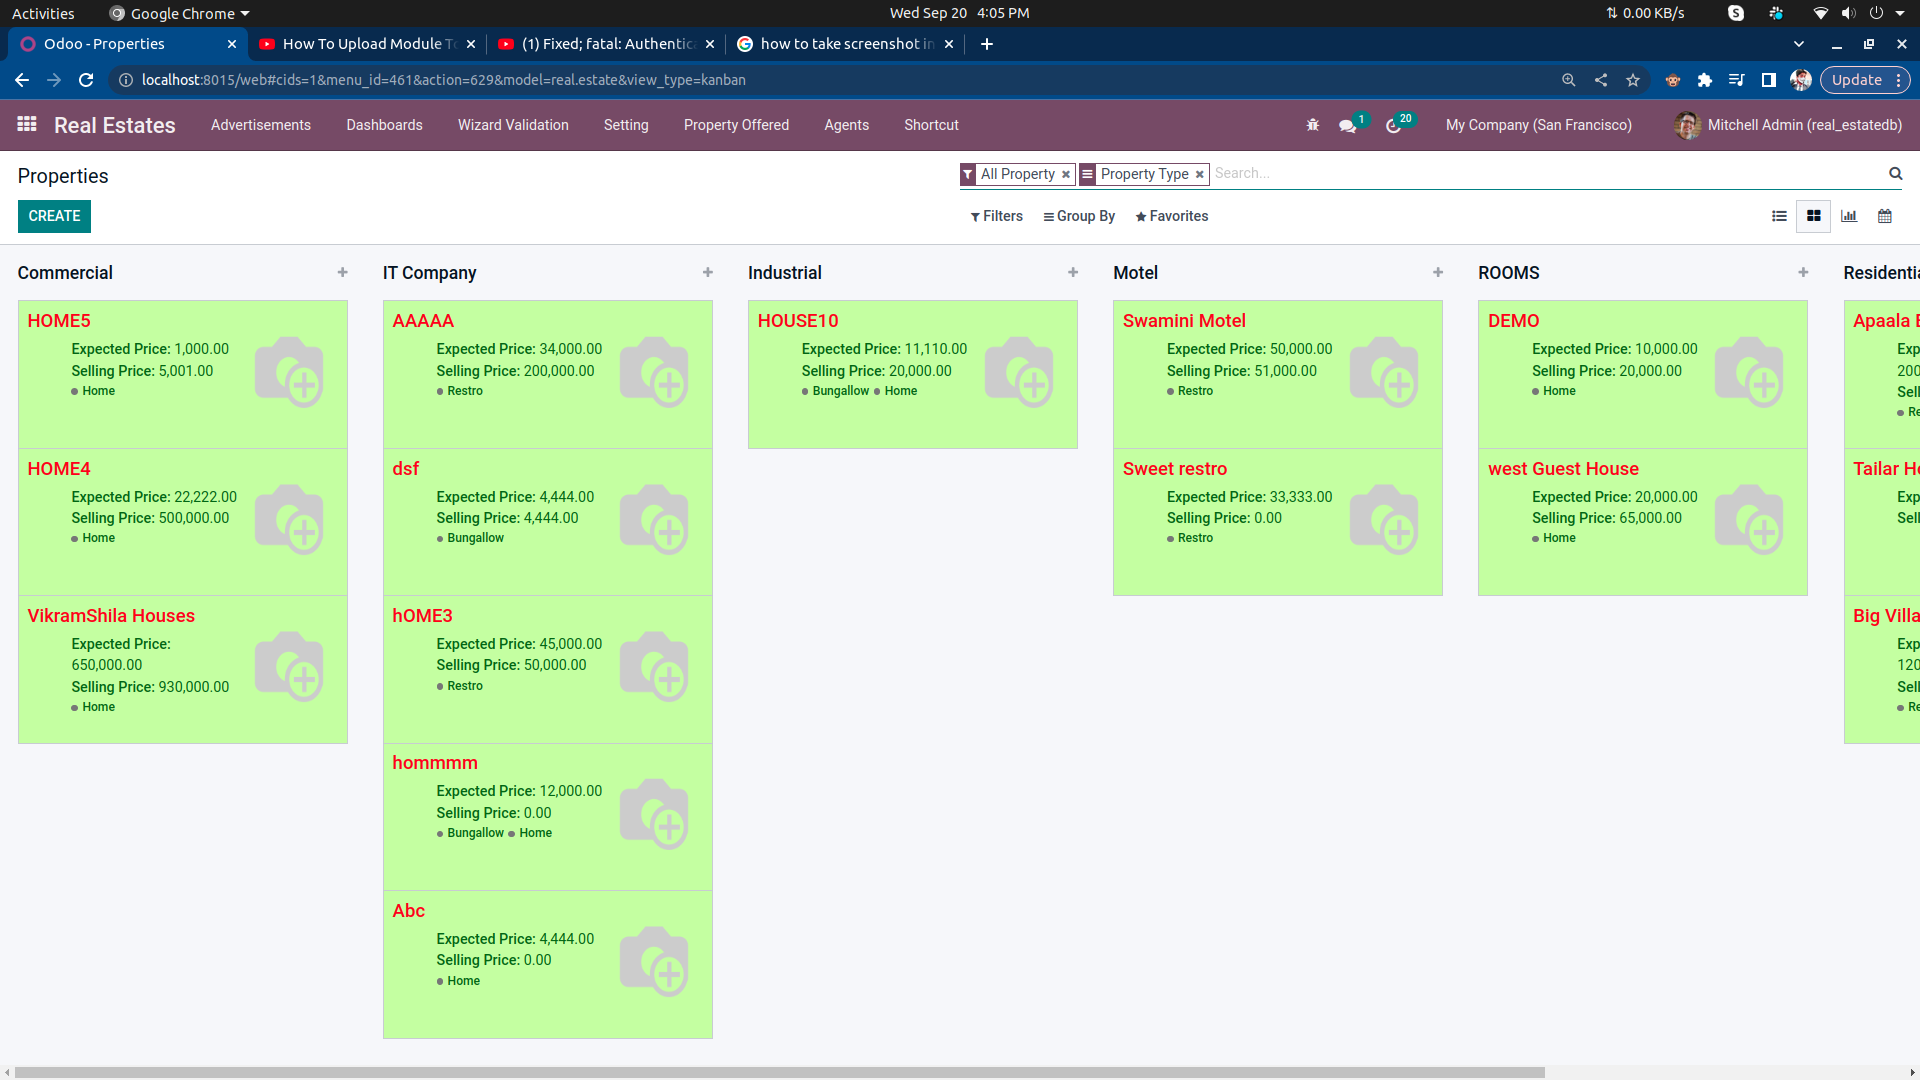 Activities
Google Chrome
Wed Sep 20 4:05 PM
0.00 KB/s
Odoo - Properties
How To Upload Module To
(1) Fixed; fatal: Authentic
how to take screenshot in
localhost:8015/web#cids=1&menu_id=461&action=629&model=real.estate&view_type=kanban
Update
Real Estates
Advertisements
Dashboards
Wizard Validation
Setting
Property Offered
Agents
Shortcut
1
20
My Company (San Francisco)
Mitchell Admin (real_estatedb)
Properties
All Property
Property Type
Search...
CREATE
Filters
Group By
Favorites
Commercial
HOME5
Expected Price: 1,000.00
Selling Price: 5,001.00
Home
HOME4
Expected Price: 22,222.00
Selling Price: 500,000.00
Home
VikramShila Houses
Expected Price:
650,000.00
Selling Price: 930,000.00
Home
IT Company
AAAAA
Expected Price: 34,000.00
Selling Price: 200,000.00
Restro
dsf
Expected Price: 4,444.00
Selling Price: 4,444.00
Bungallow
hOME3
Expected Price: 45,000.00
Selling Price: 50,000.00
Restro
hommmm
Expected Price: 12,000.00
Selling Price: 0.00
Bungallow Home
Abc
Expected Price: 4,444.00
Selling Price: 0.00
Home
Industrial
HOUSE10
Expected Price: 11,110.00
Selling Price: 20,000.00
Bungallow Home
Motel
Swamini Motel
Expected Price: 50,000.00
Selling Price: 51,000.00
Restro
Sweet restro
Expected Price: 33,333.00
Selling Price: 0.00
Restro
ROOMS
DEMO
Expected Price: 10,000.00
Selling Price: 20,000.00
Home
west Guest House
Expected Price: 20,000.00
Selling Price: 65,000.00
Home
Residentia
Apaala
Exp
200
Sell
Re
Tailar Ho
Exp
Sell
Big Villa
Exp
120
Sell
Re